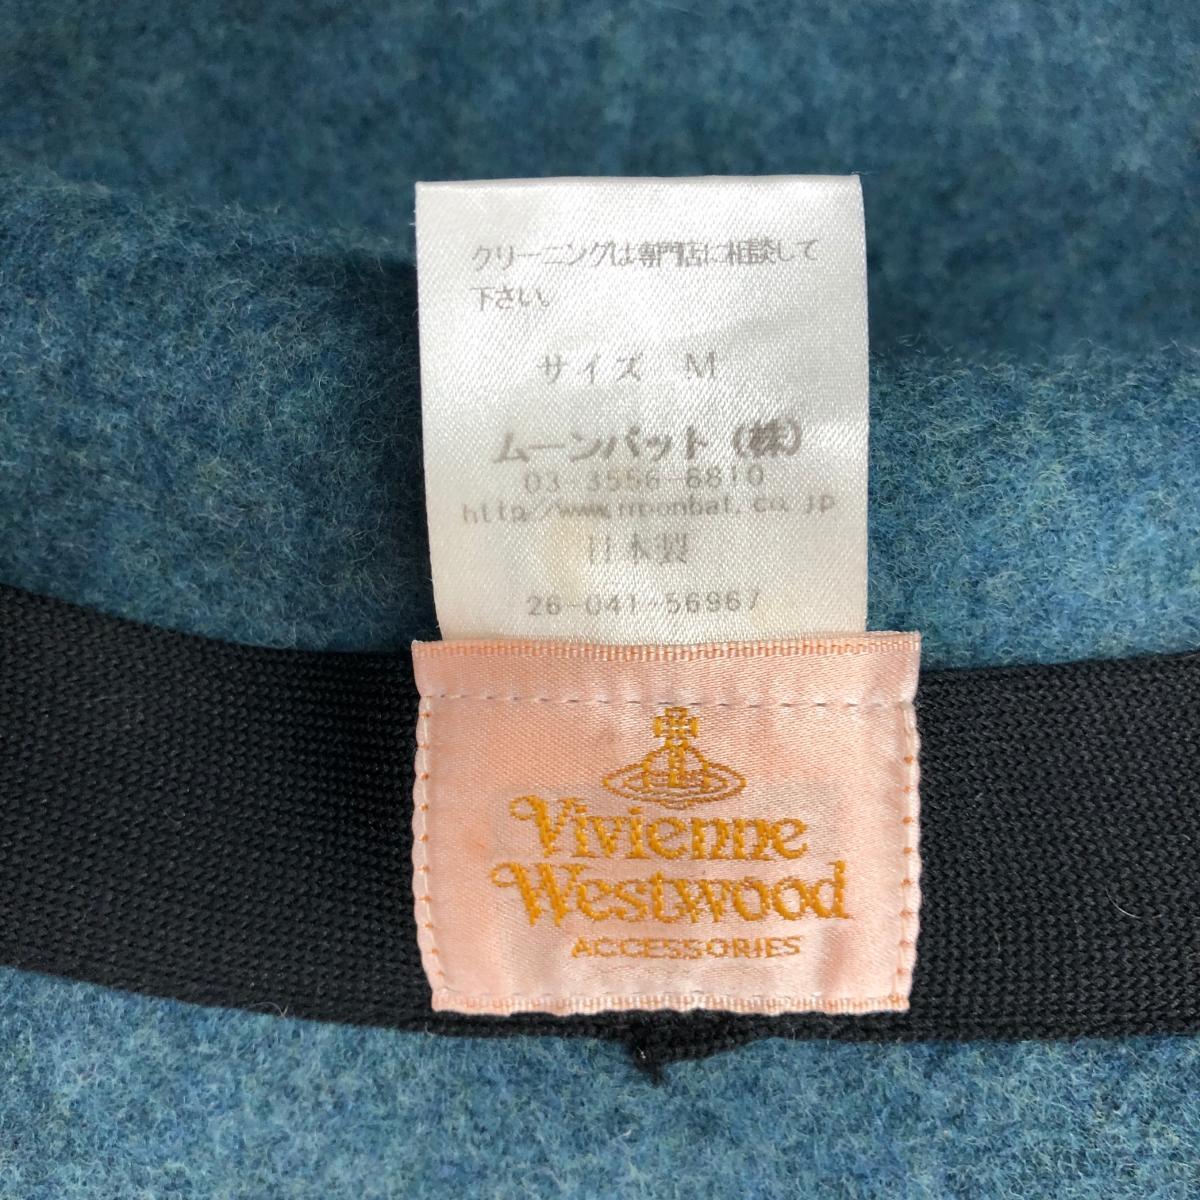 クリーニングは専門店に相談して
下さい。
サイズ M
ムーンバット(株)
03-3556-6810
http://www.moonbat.co.jp
日本製
26-041-56967
Vivienne
Westwood
ACCESSORIES